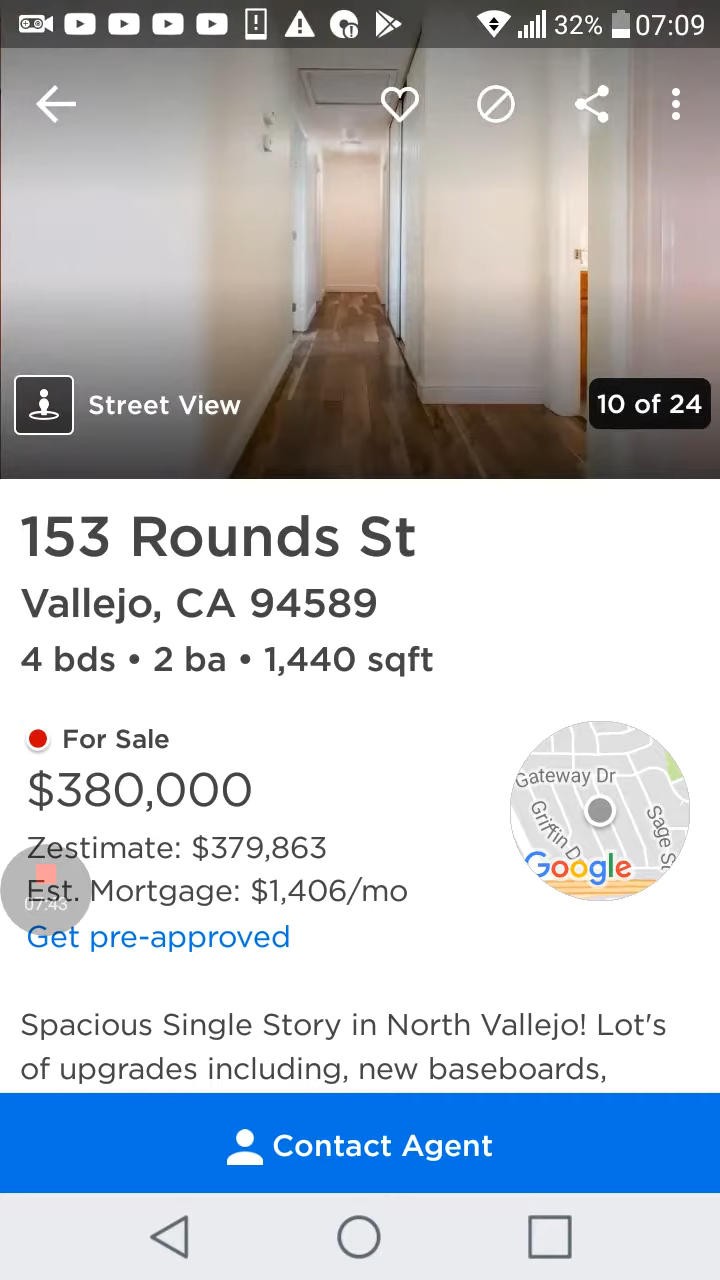 32% 07:09
Street View
10 of 24
153 Rounds St
Vallejo, CA 94589
4 bds • 2 ba • 1,440 sqft
For Sale
$380,000
Zestimate: $379,863
Est. Mortgage: $1,406/mo
07:43
Get pre-approved
Gateway Dr
Griffin D
Sage St
Google
Spacious Single Story in North Vallejo! Lot's
of upgrades including, new baseboards,
Contact Agent